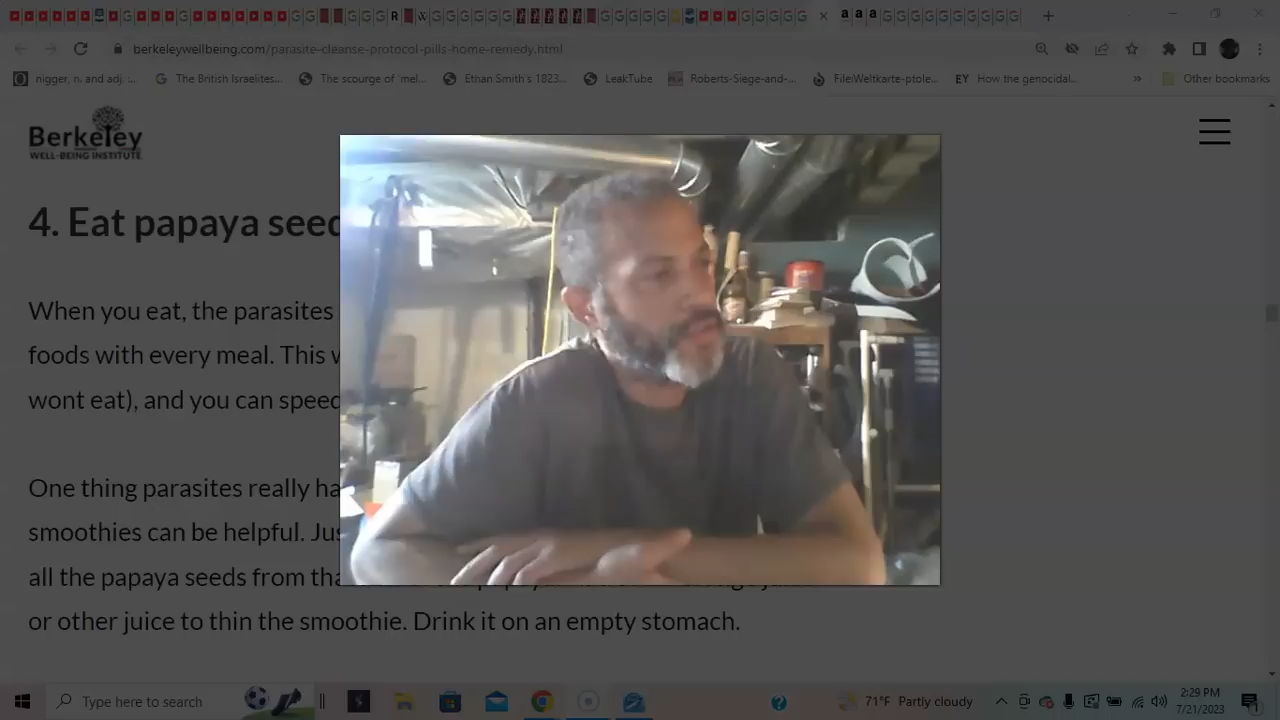 berkeleywellbeing.com/parasite-cleanse-protocol-pills-home-remedy.html
nigger, n. and adj. :...
The British Israelites...
The scourge of 'mel...
Ethan Smith's 1823...
LeakTube
Roberts-Siege-and-...
File:Weltkarte-ptole...
EY
How the genocidal...
»
Other bookmarks
Berkeley
WELL-BEING INSTITUTE
4. Eat papaya seed
When you eat, the parasites
foods with every meal. This
wont eat), and you can speed
One thing parasites really ha
smoothies can be helpful. Jus
all the papaya seeds from tha
or other juice to thin the smoothie. Drink it on an empty stomach.
Type here to search
71°F Partly cloudy
2:29 PM
7/21/2023